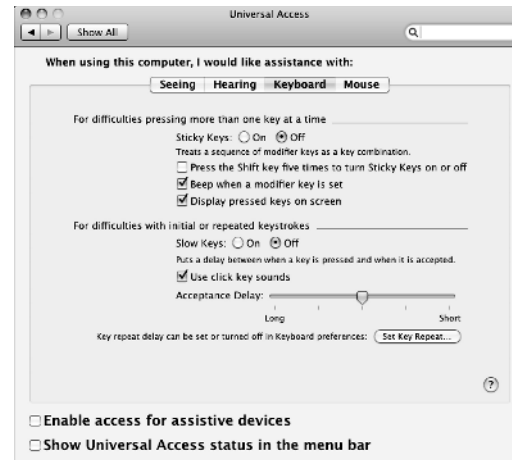 Universal Access
Show All
When using this computer, I would like assistance with:
Seeing Hearing Keyboard Mouse
For difficulties pressing more than one key at a time
Sticky Keys: On Off
Treats a sequence of modifier keys as a key combination.
Press the Shift key five times to turn Sticky Keys on or off
Beep when a modifier key is set
Display pressed keys on screen
For difficulties with initial or repeated keystrokes
Slow Keys: On Off
Puts a delay between when a key is pressed and when it is accepted.
Use click key sounds
Acceptance Delay:
Long Short
Key repeat delay can be set or turned off in Keyboard preferences: Set Key Repeat...
?
Enable access for assistive devices
Show Universal Access status in the menu bar